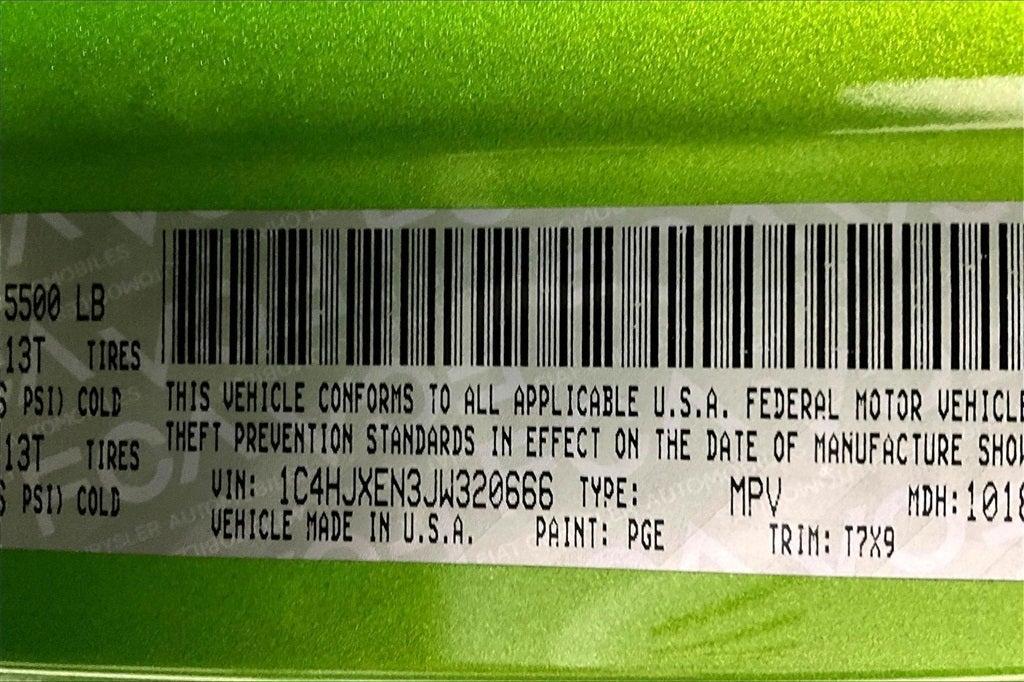 5500 LB
13T TIRES
PSI) COLD
13T TIRES
PSI) COLD
THIS VEHICLE CONFORMS TO ALL APPLICABLE U.S.A. FEDERAL MOTOR VEHICLE
THEFT PREVENTION STANDARDS IN EFFECT ON THE DATE OF MANUFACTURE SHOW
VIN: 1C4HJXEN3JW320666 TYPE: MPV MDH: 1018
VEHICLE MADE IN U.S.A. PAINT: PGE TRIM: T7X9